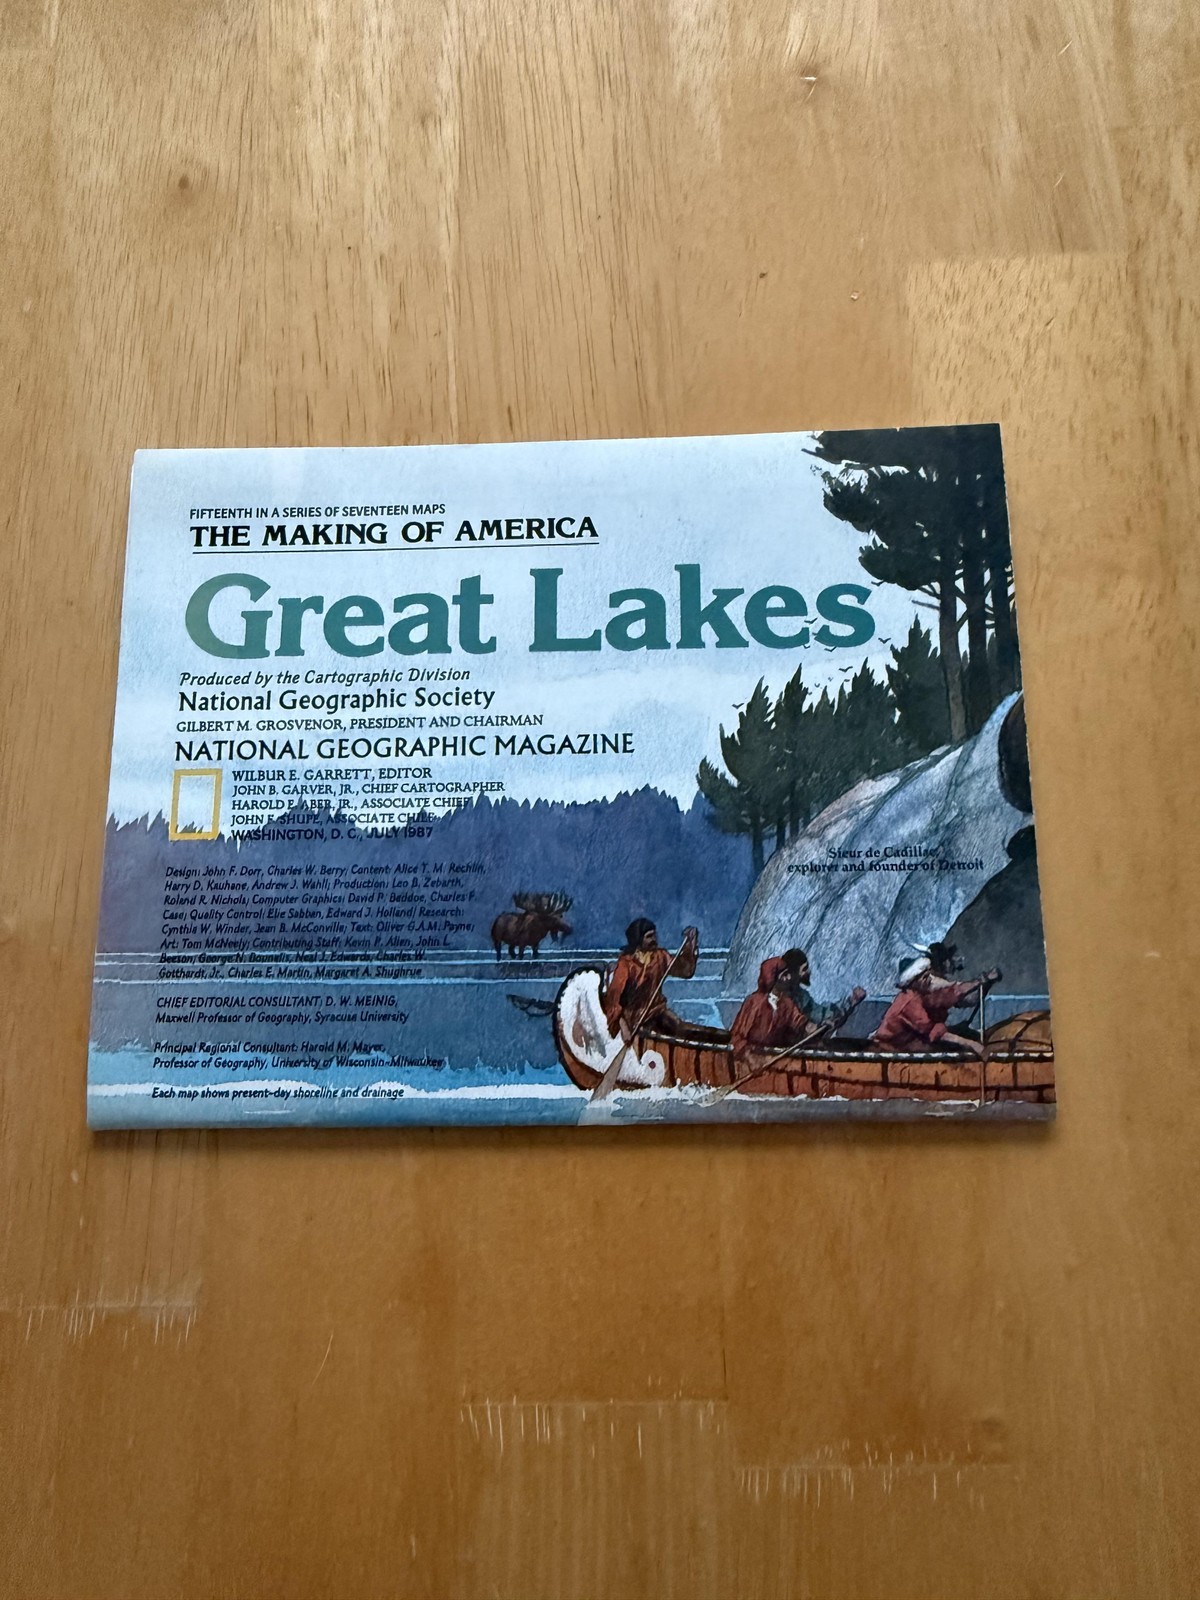 FIFTEENTH IN A SERIES OF SEVENTEEN MAPS
THE MAKING OF AMERICA
Great Lakes
Produced by the Cartographic Division
National Geographic Society
GILBERT M. GROSVENOR, PRESIDENT AND CHAIRMAN
NATIONAL GEOGRAPHIC MAGAZINE
WILBUR E. GARRETT, EDITOR
JOHN B. GARVER, JR., CHIEF CARTOGRAPHER
HAROLD E. ABER, JR., ASSOCIATE CHIEF
JOHN F. SHUPE, ASSOCIATE CHIEF
WASHINGTON, D. C., JULY 1987
Sieur de Cadillac,
explorer and founder of Detroit
Design: John F. Dorr, Charles W. Berry; Content: Alice T. M. Rechlin,
Harry D. Kauhane, Andrew J. Wahll; Production: Leo B. Zebarth,
Roland R. Nichols; Computer Graphics: David P. Beddoe, Charles F.
Case; Quality Control: Elie Sabban, Edward J. Holland; Research:
Cynthia W. Winder, Jean B. McConville; Text: Oliver G.A.M. Payne;
Art: Tom McNeely; Contributing Staff: Kevin P. Allen, John L.
Beeson, George N. Bounelis, Neal J. Edwards, Charles W.
Gotthardt, Jr., Charles E. Martin, Margaret A. Shughrue
CHIEF EDITORIAL CONSULTANT: D. W. MEINIG,
Maxwell Professor of Geography, Syracuse University
Principal Regional Consultant: Harold M. Mayer,
Professor of Geography, University of Wisconsin-Milwaukee
Each map shows present-day shoreline and drainage